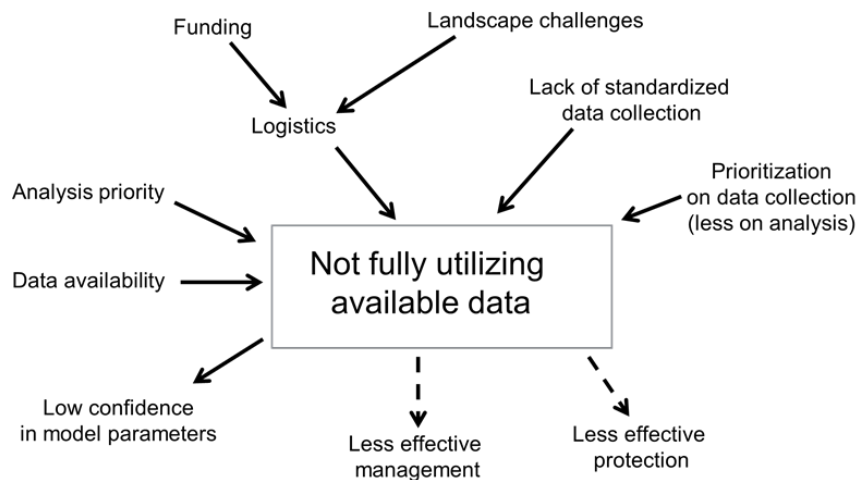 Funding
Landscape challenges
Logistics
Lack of standardized
data collection
Analysis priority
Prioritization
on data collection
(less on analysis)
Data availability
Not fully utilizing
available data
Low confidence
in model parameters
Less effective
management
Less effective
protection